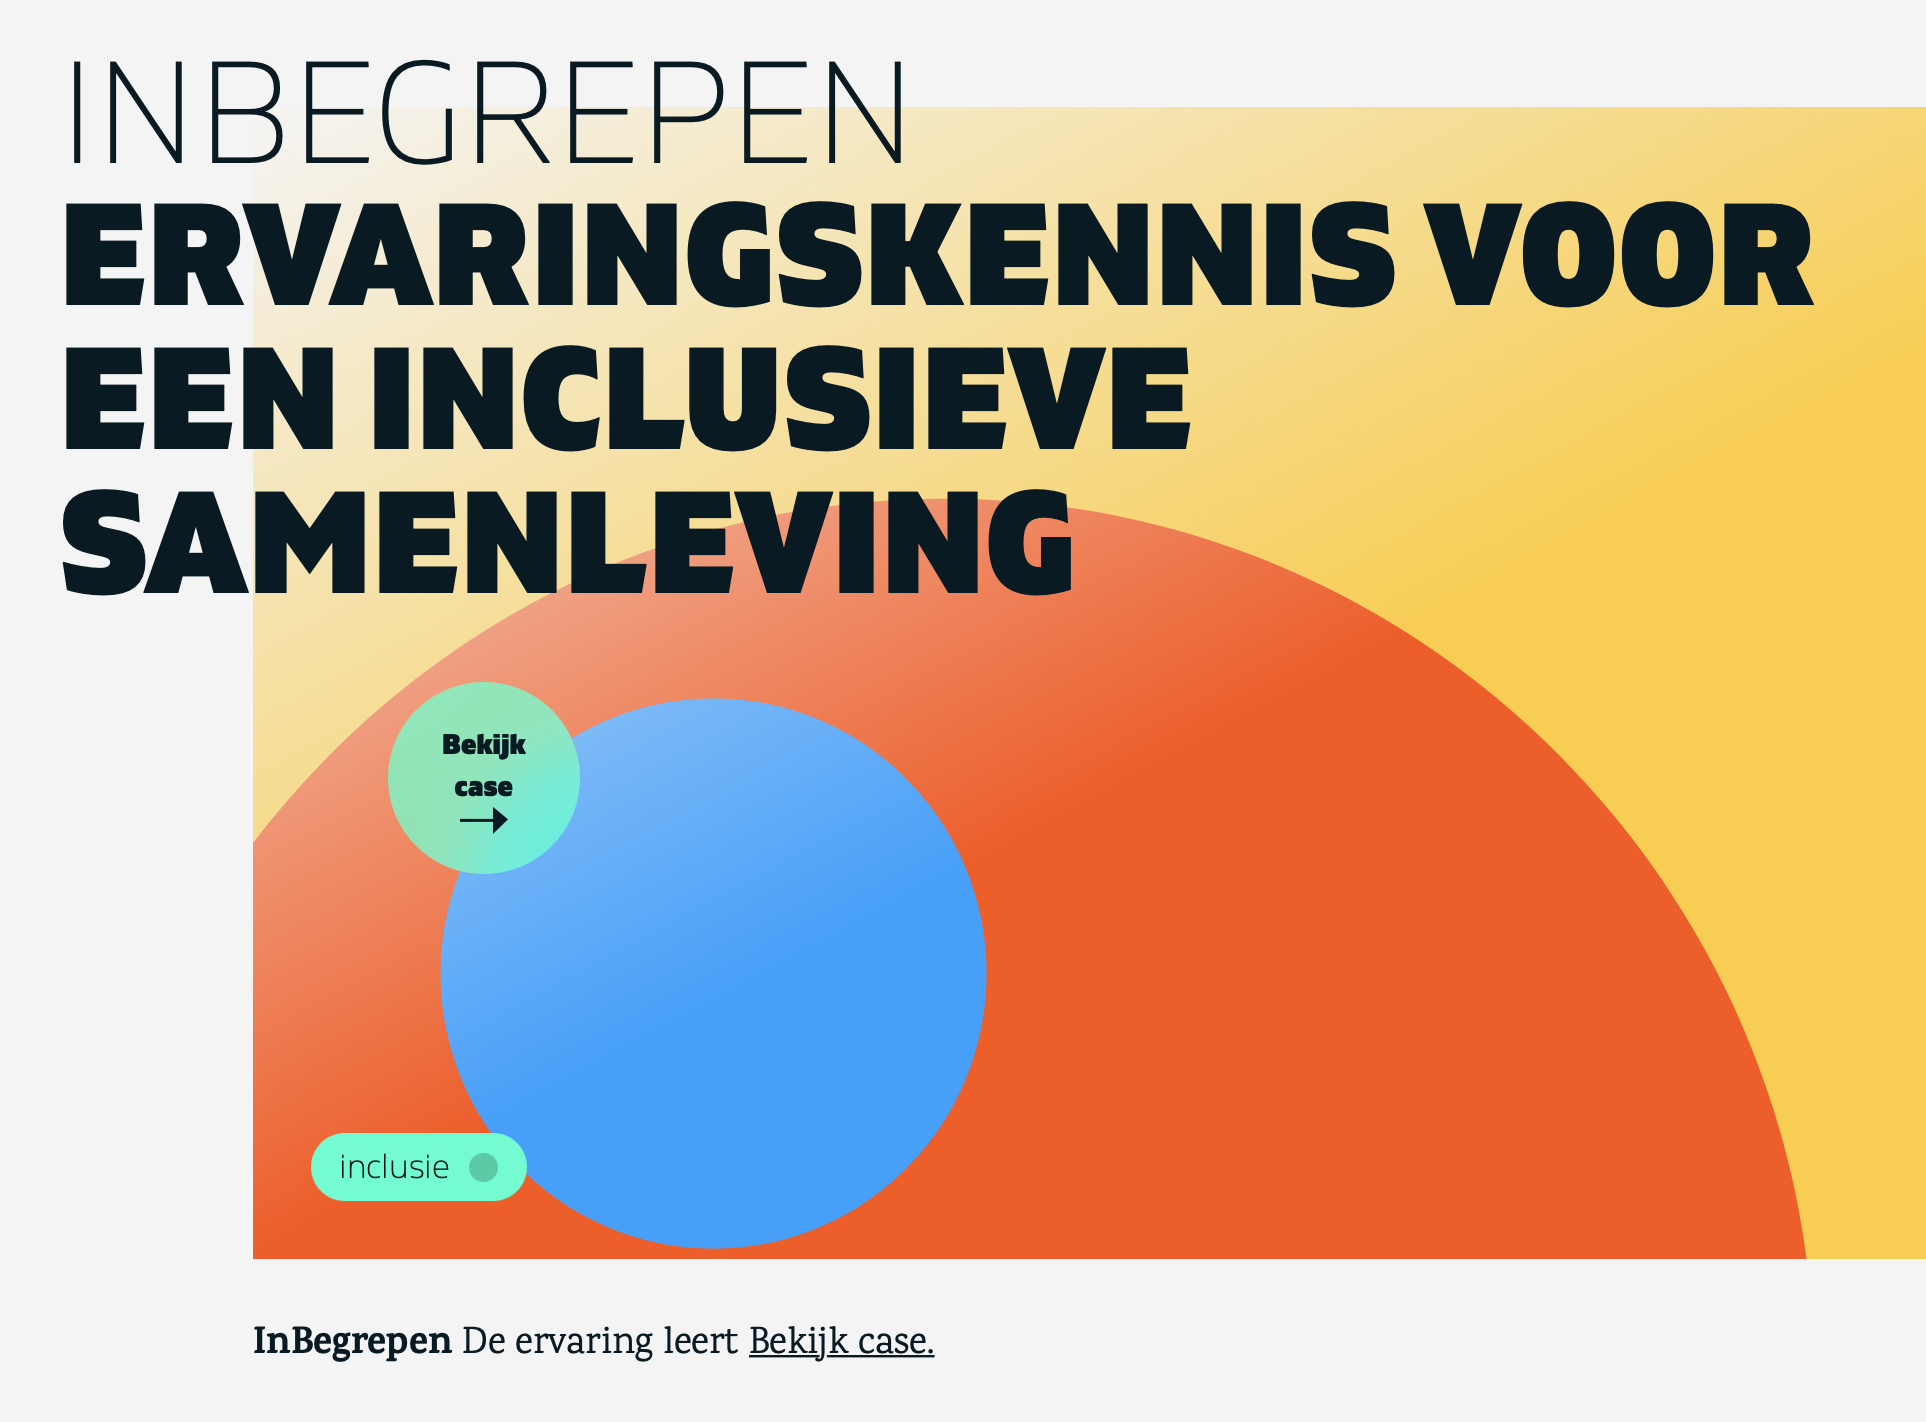 INBEGREPEN
ERVARINGSKENNIS VOOR
EEN INCLUSIEVE
SAMENLEVING
Bekijk
case
inclusie
InBegrepen De ervaring leert Bekijk case.